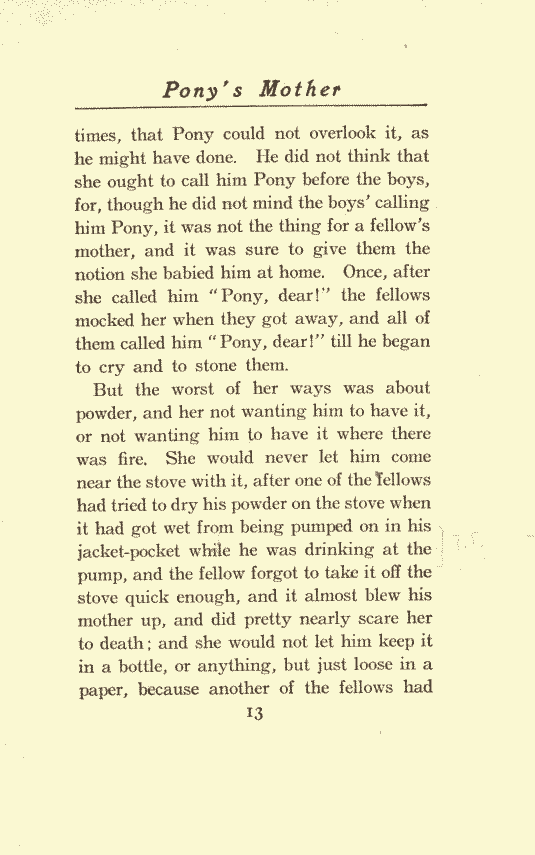 Pony's Mother
times, that Pony could not overlook it, as
he might have done. He did not think that
she ought to call him Pony before the boys,
for, though he did not mind the boys' calling
him Pony, it was not the thing for a fellow's
mother, and it was sure to give them the
notion she babied him at home. Once, after
she called him "Pony, dear!" the fellows
mocked her when they got away, and all of
them called him "Pony, dear!" till he began
to cry and to stone them.
But the worst of her ways was about
powder, and her not wanting him to have it,
or not wanting him to have it where there
was fire. She would never let him come
near the stove with it, after one of the fellows
had tried to dry his powder on the stove when
it had got wet from being pumped on in his
jacket-pocket while he was drinking at the
pump, and the fellow forgot to take it off the
stove quick enough, and it almost blew his
mother up, and did pretty nearly scare her
to death; and she would not let him keep it
in a bottle, or anything, but just loose in a
paper, because another of the fellows had
13